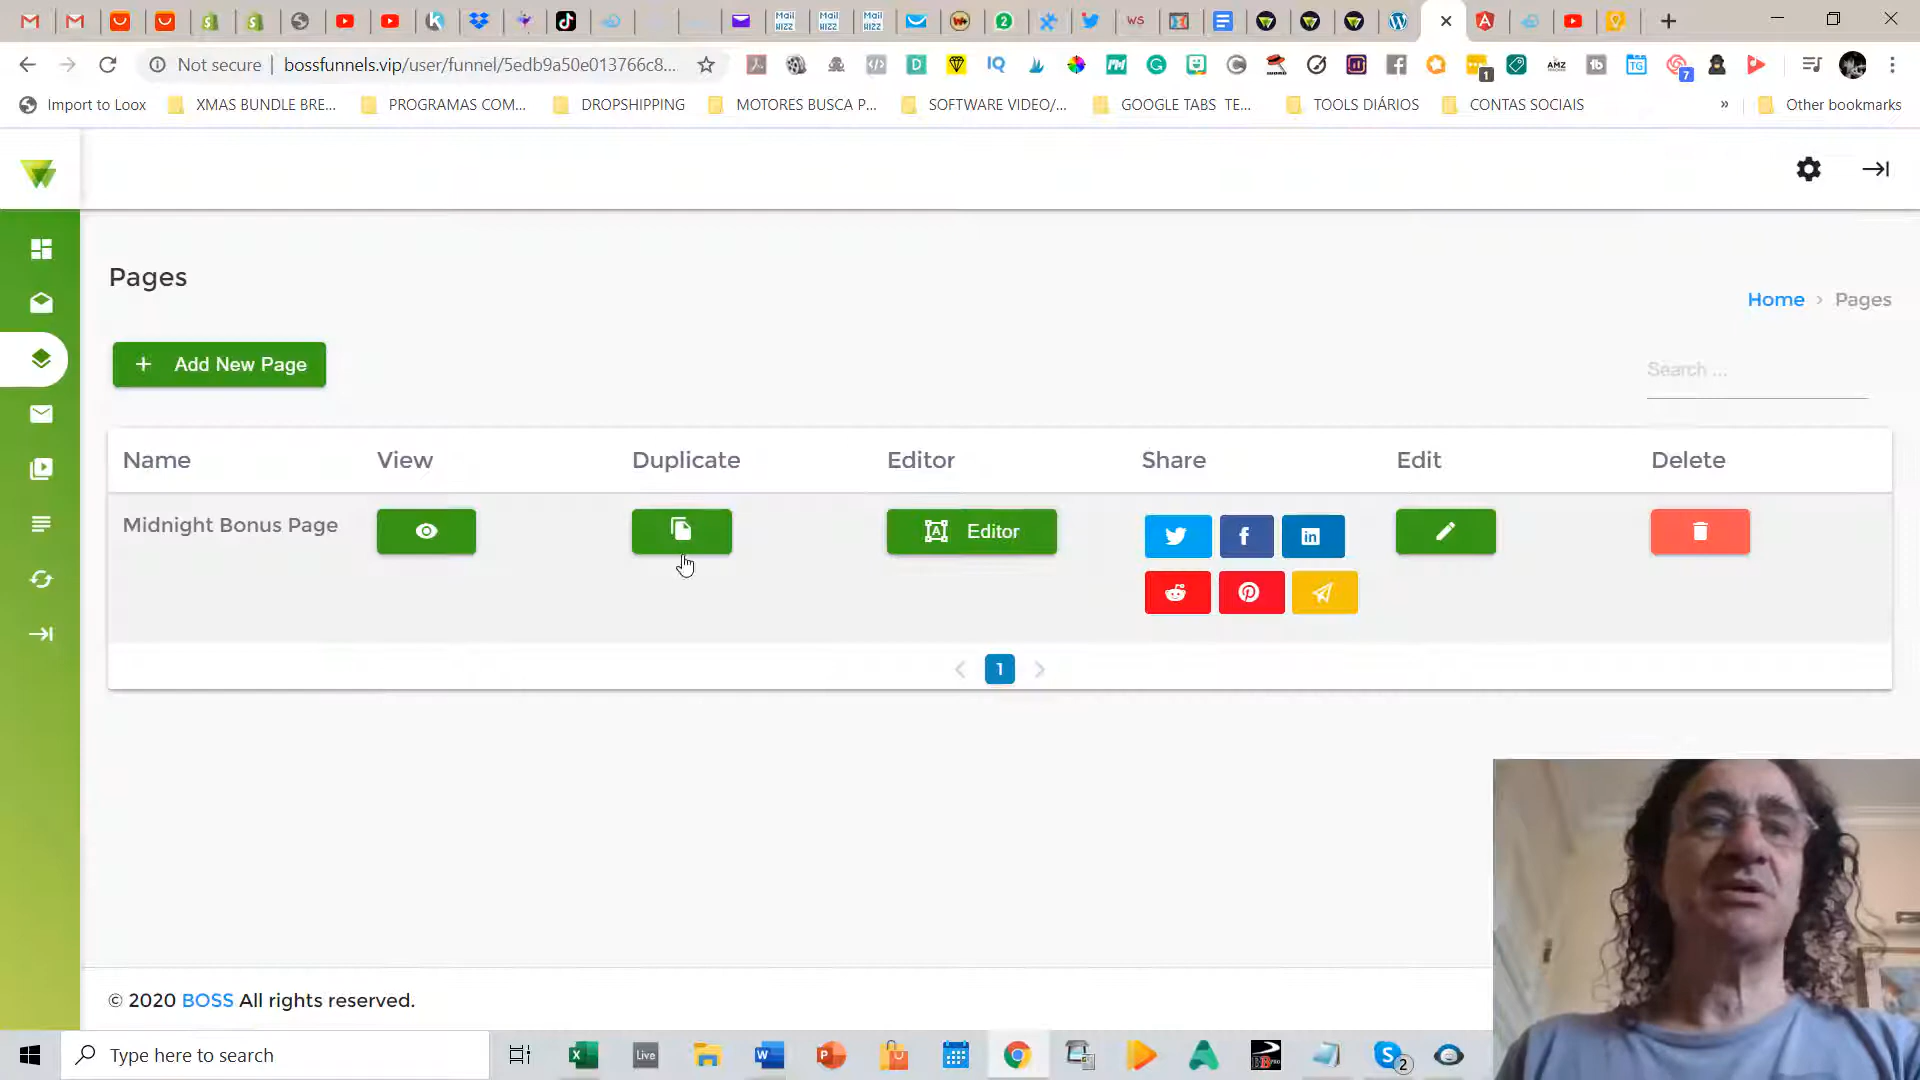 Not secure | bossfunnels.vip/user/funnel/5edb9a50e013766c8...
Import to Loox
XMAS BUNDLE BRE...
PROGRAMAS COM...
DROPSHIPPING
MOTORES BUSCA P...
SOFTWARE VIDEO/...
GOOGLE TABS TE...
TOOLS DIÁRIOS
CONTAS SOCIAIS
»
Other bookmarks
Pages
Home > Pages
+ Add New Page
Search ...
Name View Duplicate Editor Share Edit Delete
Midnight Bonus Page
Editor
1
© 2020 BOSS All rights reserved.
Type here to search
Live
2